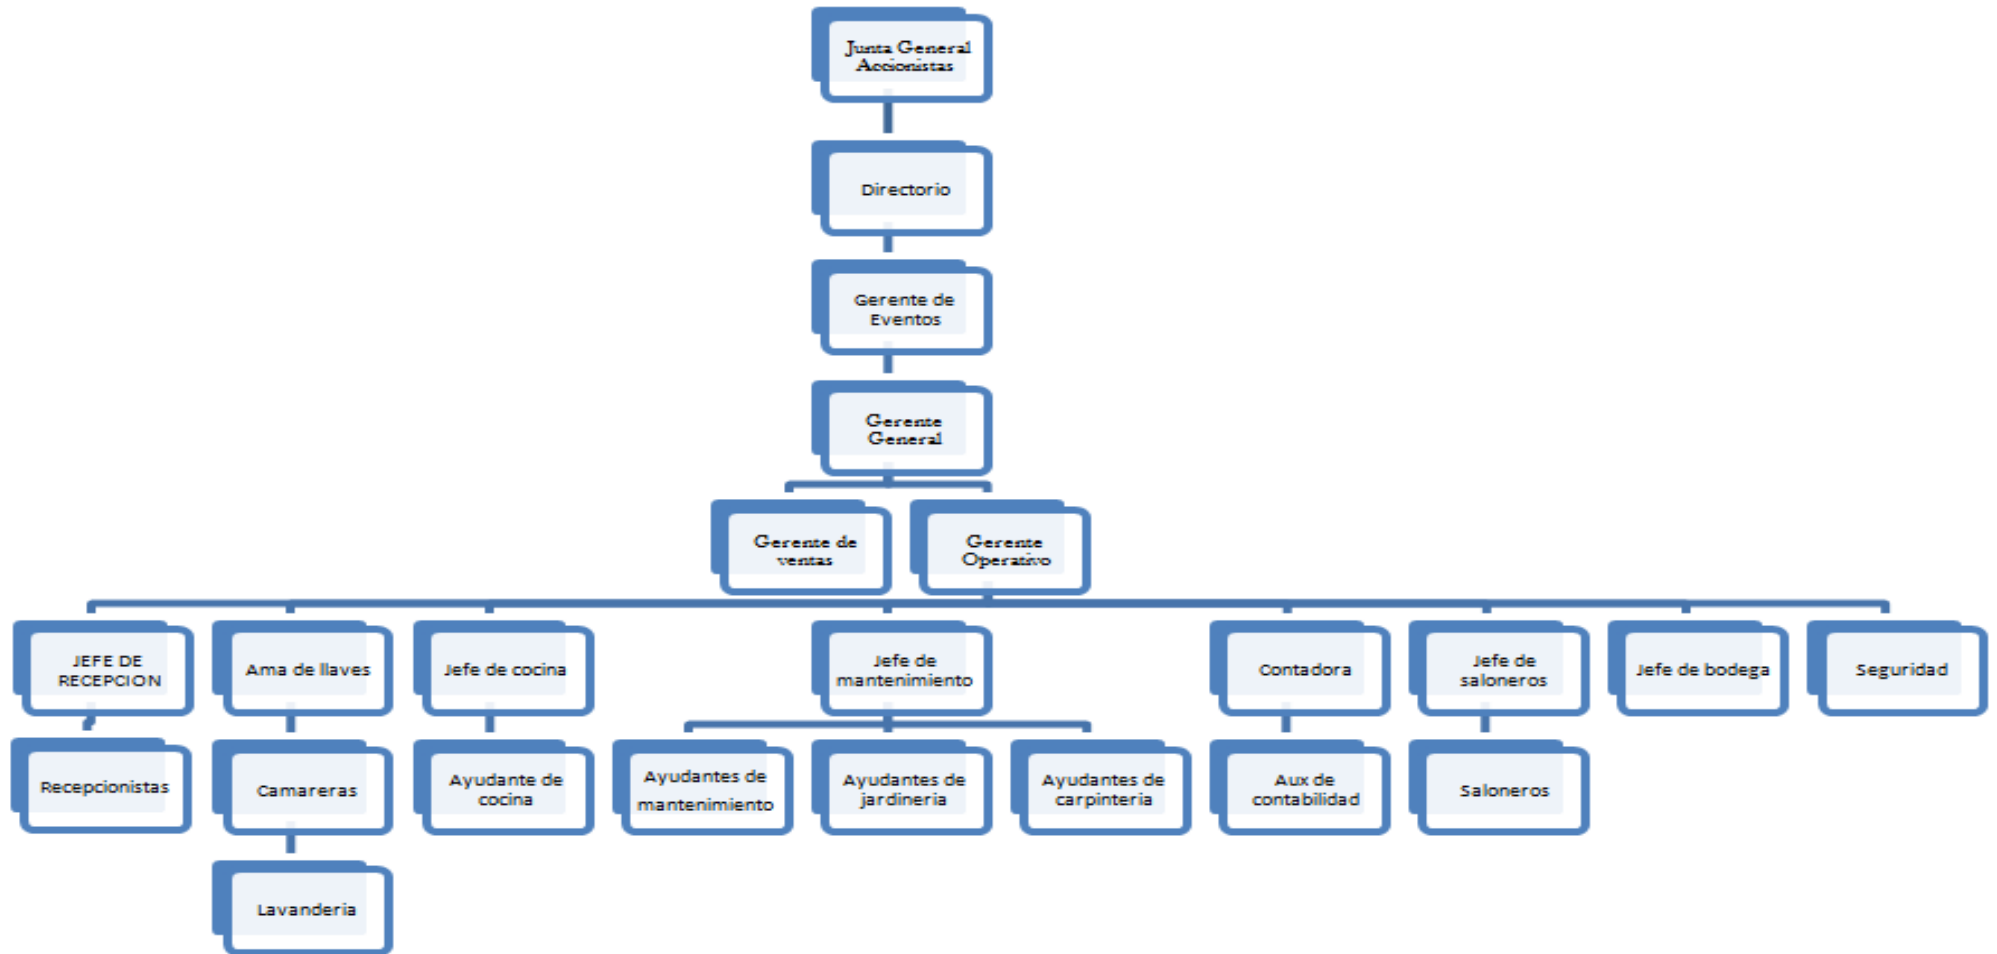 Junta General
Accionistas
Directorio
Gerente de
Eventos
Gerente
General
Gerente de
ventas
Gerente
Operativo
JEFE DE
RECEPCION
Ama de llaves
Jefe de cocina
Jefe de
mantenimiento
Contadora
Jefe de
saloneros
Jefe de bodega
Seguridad
Recepcionistas
Camareras
Ayudante de
cocina
Ayudantes de
mantenimiento
Ayudantes de
jardineria
Ayudantes de
carpinteria
Aux de
contabilidad
Saloneros
Lavanderia